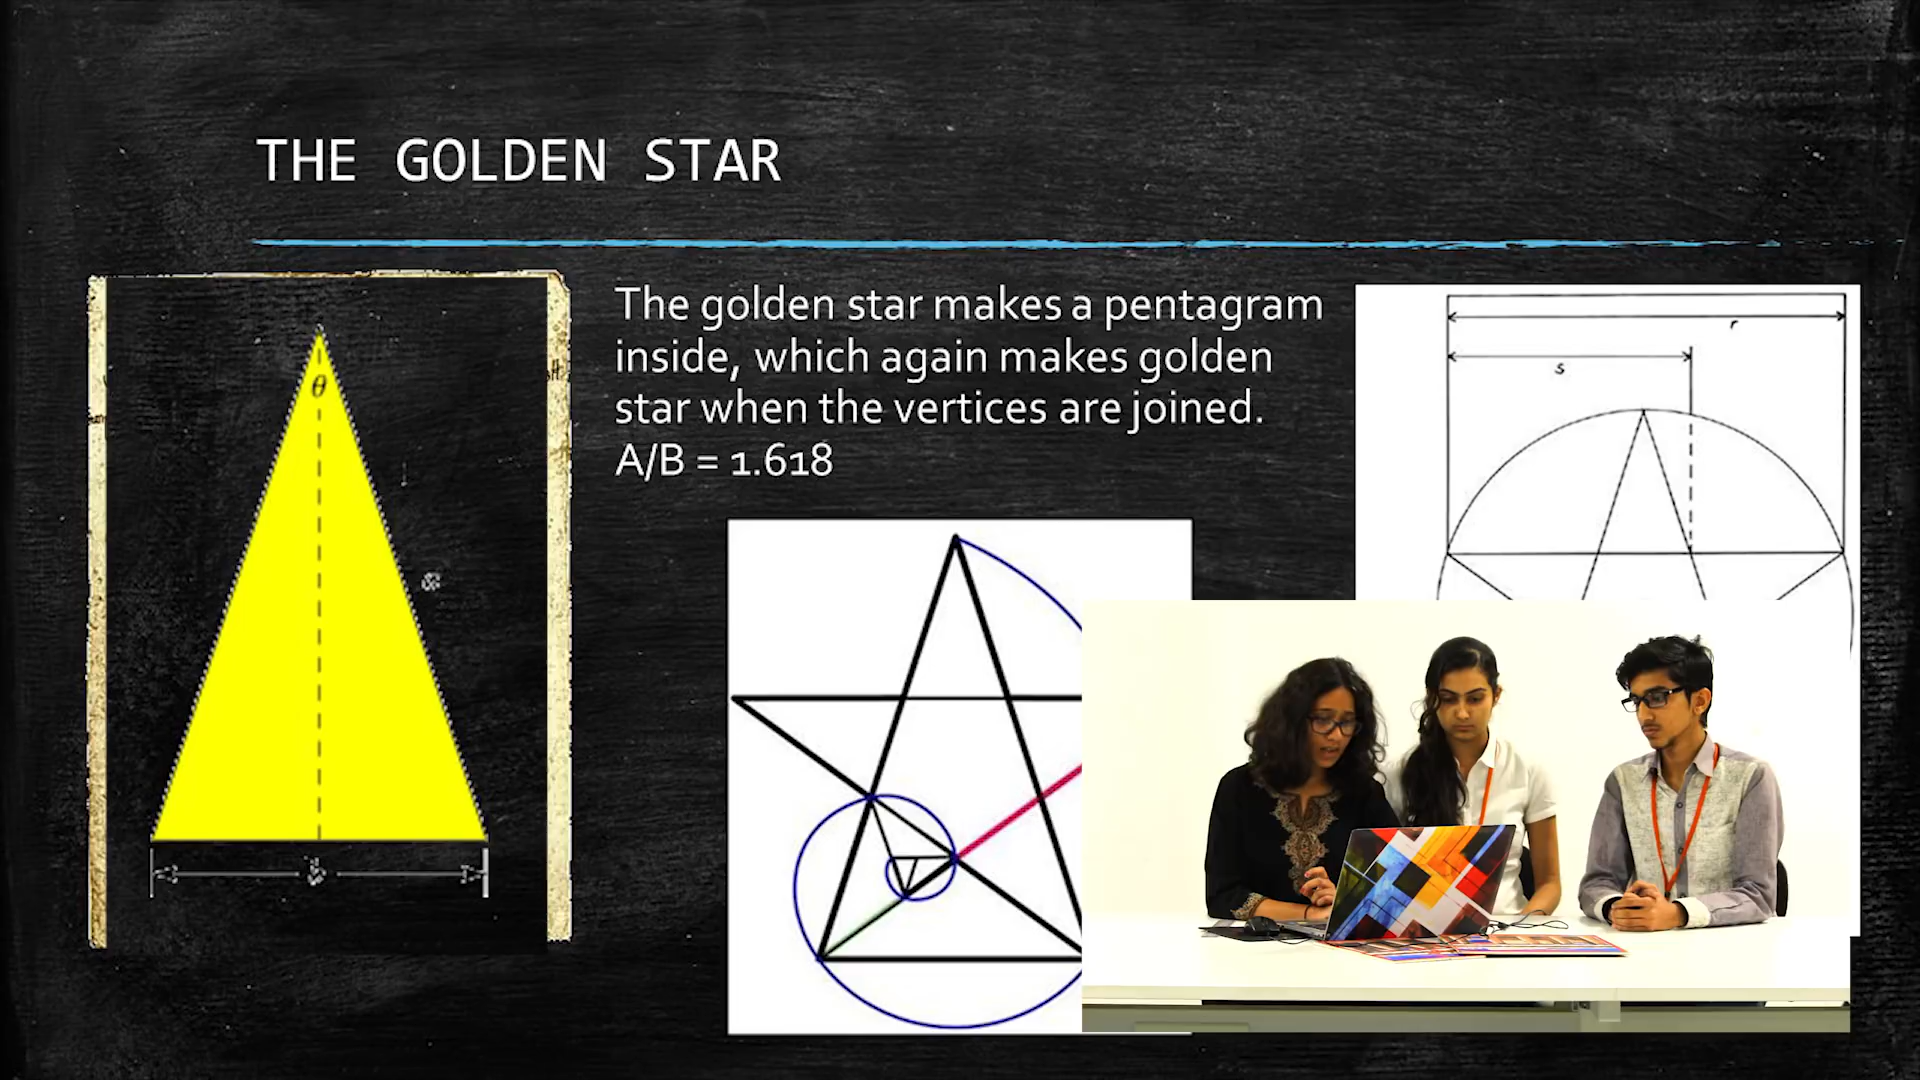 THE GOLDEN STAR
θ
b
The golden star makes a pentagram
inside, which again makes golden
star when the vertices are joined.
A/B = 1.618
r
s